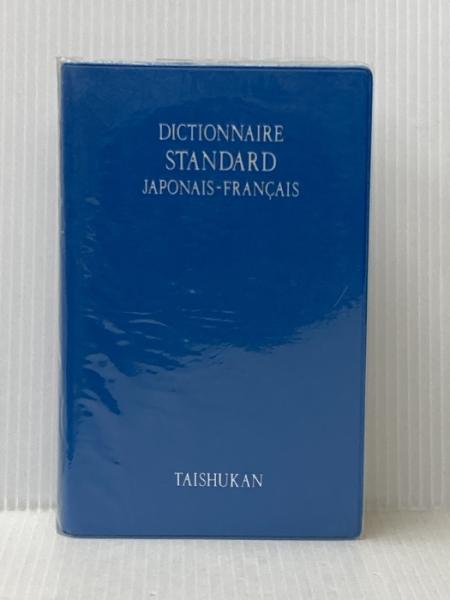 DICTIONNAIRE
STANDARD
JAPONAIS-FRANÇAIS
TAISHUKAN